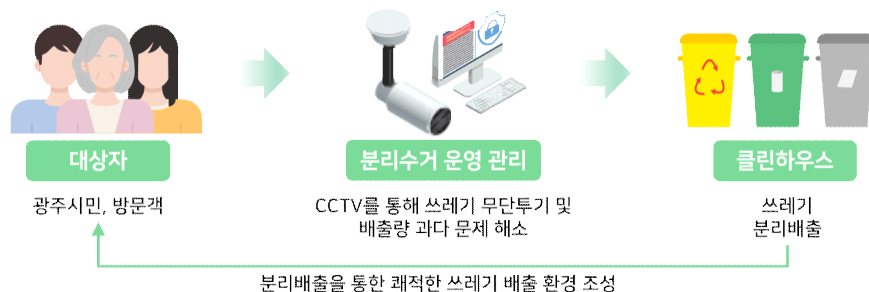 대상자
분리수거 운영 관리
클린하우스
광주시민, 방문객
CCTV를 통해 쓰레기 무단투기 및
배출량 과다 문제 해소
쓰레기
분리배출
분리배출을 통한 쾌적한 쓰레기 배출 환경 조성